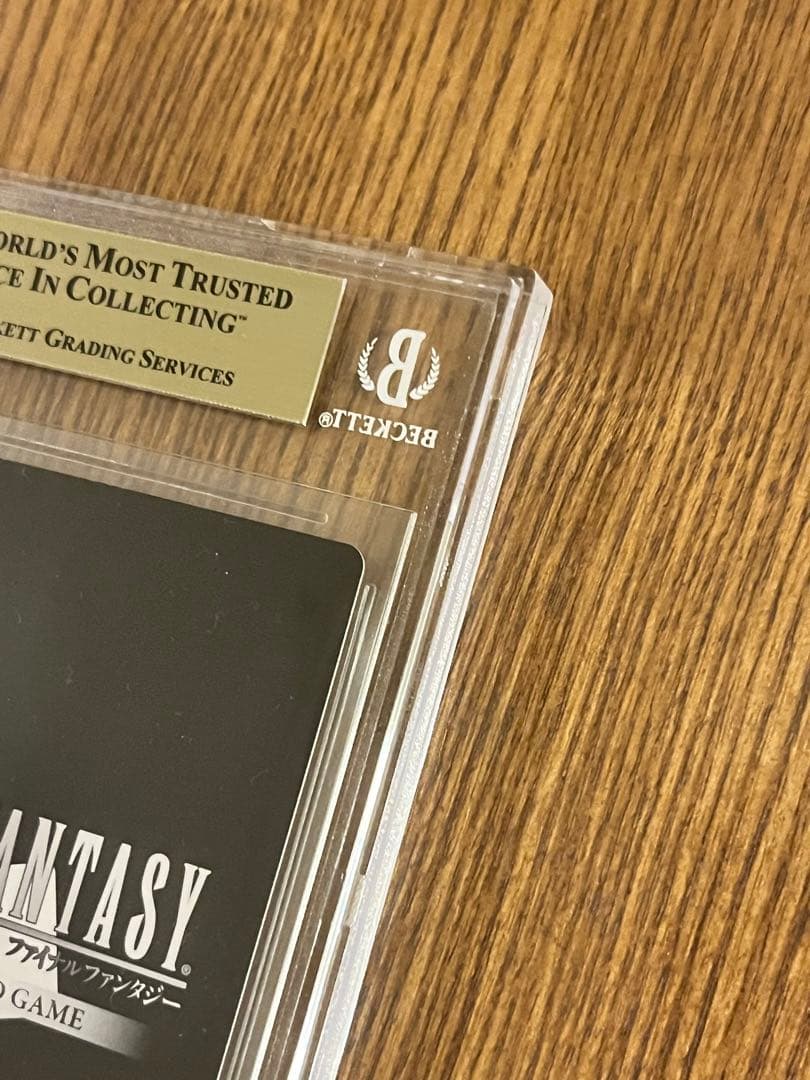 ORLD'S MOST TRUSTED
CE IN COLLECTING™
KETT GRADING SERVICES
B
BECKETT®
ANTASY®
ファイナルファンタジー
D GAME